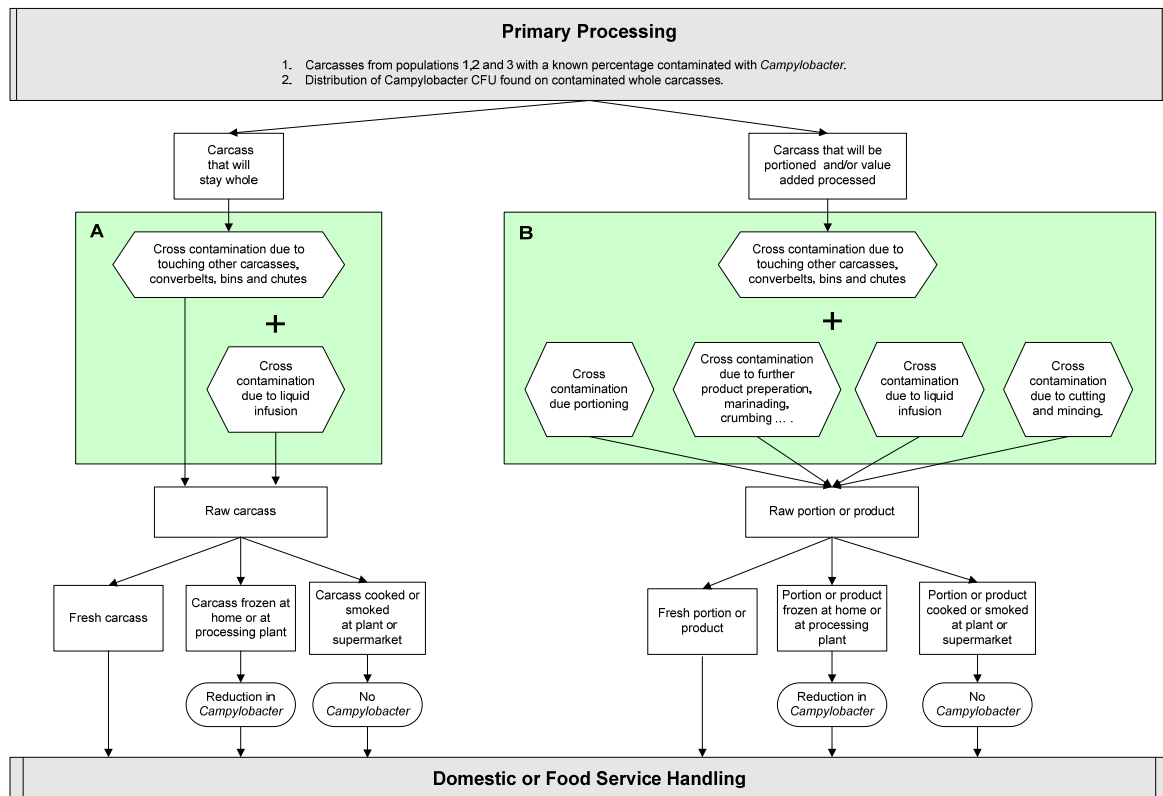 Primary Processing
1. Carcasses from populations 1,2 and 3 with a known percentage contaminated with Campylobacter.
2. Distribution of Campylobacter CFU found on contaminated whole carcasses.
Carcass
that will
stay whole
Carcass that will be
portioned and/or value
added processed
A
Cross contamination due to
touching other carcasses,
converbelts, bins and chutes
+
Cross
contamination
due to liquid
infusion
B
Cross contamination due to
touching other carcasses,
converbelts, bins and chutes
+
Cross
contamination
due portioning
Cross contamination
due to further
product preperation,
marinading,
crumbing ... .
Cross
contamination
due to liquid
infusion
Cross
contamination
due to cutting
and mincing.
Raw carcass
Raw portion or product
Fresh carcass
Carcass frozen at
home or at
processing plant
Carcass cooked or
smoked
at plant or
supermarket
Fresh portion or
product
Portion or product
frozen at home or
at processing
plant
Portion or product
cooked or smoked
at plant or
supermarket
Reduction in
Campylobacter
No
Campylobacter
Reduction in
Campylobacter
No
Campylobacter
Domestic or Food Service Handling